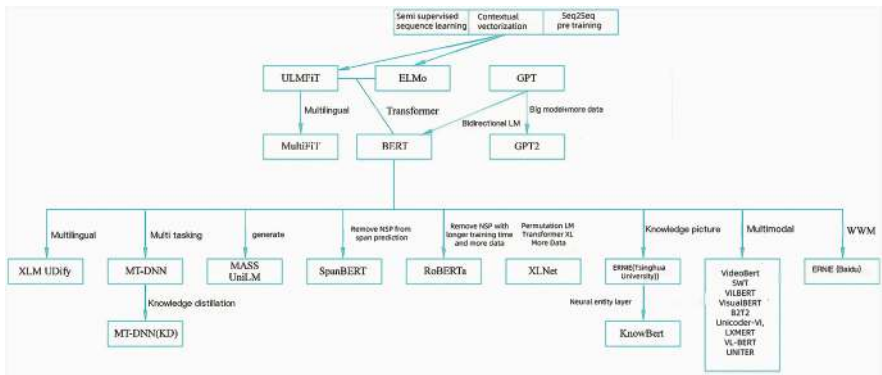 Semi supervised
sequence learning
Contextual
vectorization
Seq2Seq
pre training
ULMFiT
ELMo
GPT
Multilingual
Transformer
Bidirectional LM
Big model+more data
MultiFiT
BERT
GPT2
Multilingual
Multi tasking
generate
Remove NSP from
span prediction
Remove NSP with
longer training time
and more data
Permutation LM
Transformer XL
More Data
Knowledge picture
Multimodal
WWM
XLM UDify
MT-DNN
MASS
UniLM
SpanBERT
RoBERTa
XLNet
ERNIE(Tsinghua
University))
VideoBert
SWT
VILBERT
VisualBERT
B2T2
Unicoder-Vi,
LXMERT
VL-BERT
UNITER
ERNIE (Baidu)
Knowledge distillation
Neural entity layer
MT-DNN(KD)
KnowBert